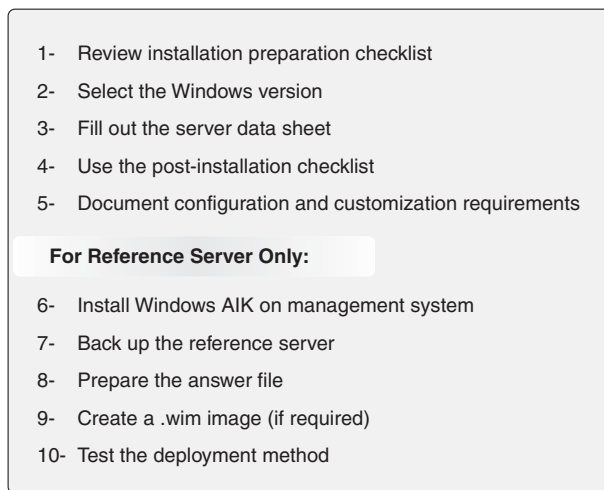 1- Review installation preparation checklist
2- Select the Windows version
3- Fill out the server data sheet
4- Use the post-installation checklist
5- Document configuration and customization requirements
For Reference Server Only:
6- Install Windows AIK on management system
7- Back up the reference server
8- Prepare the answer file
9- Create a .wim image (if required)
10- Test the deployment method